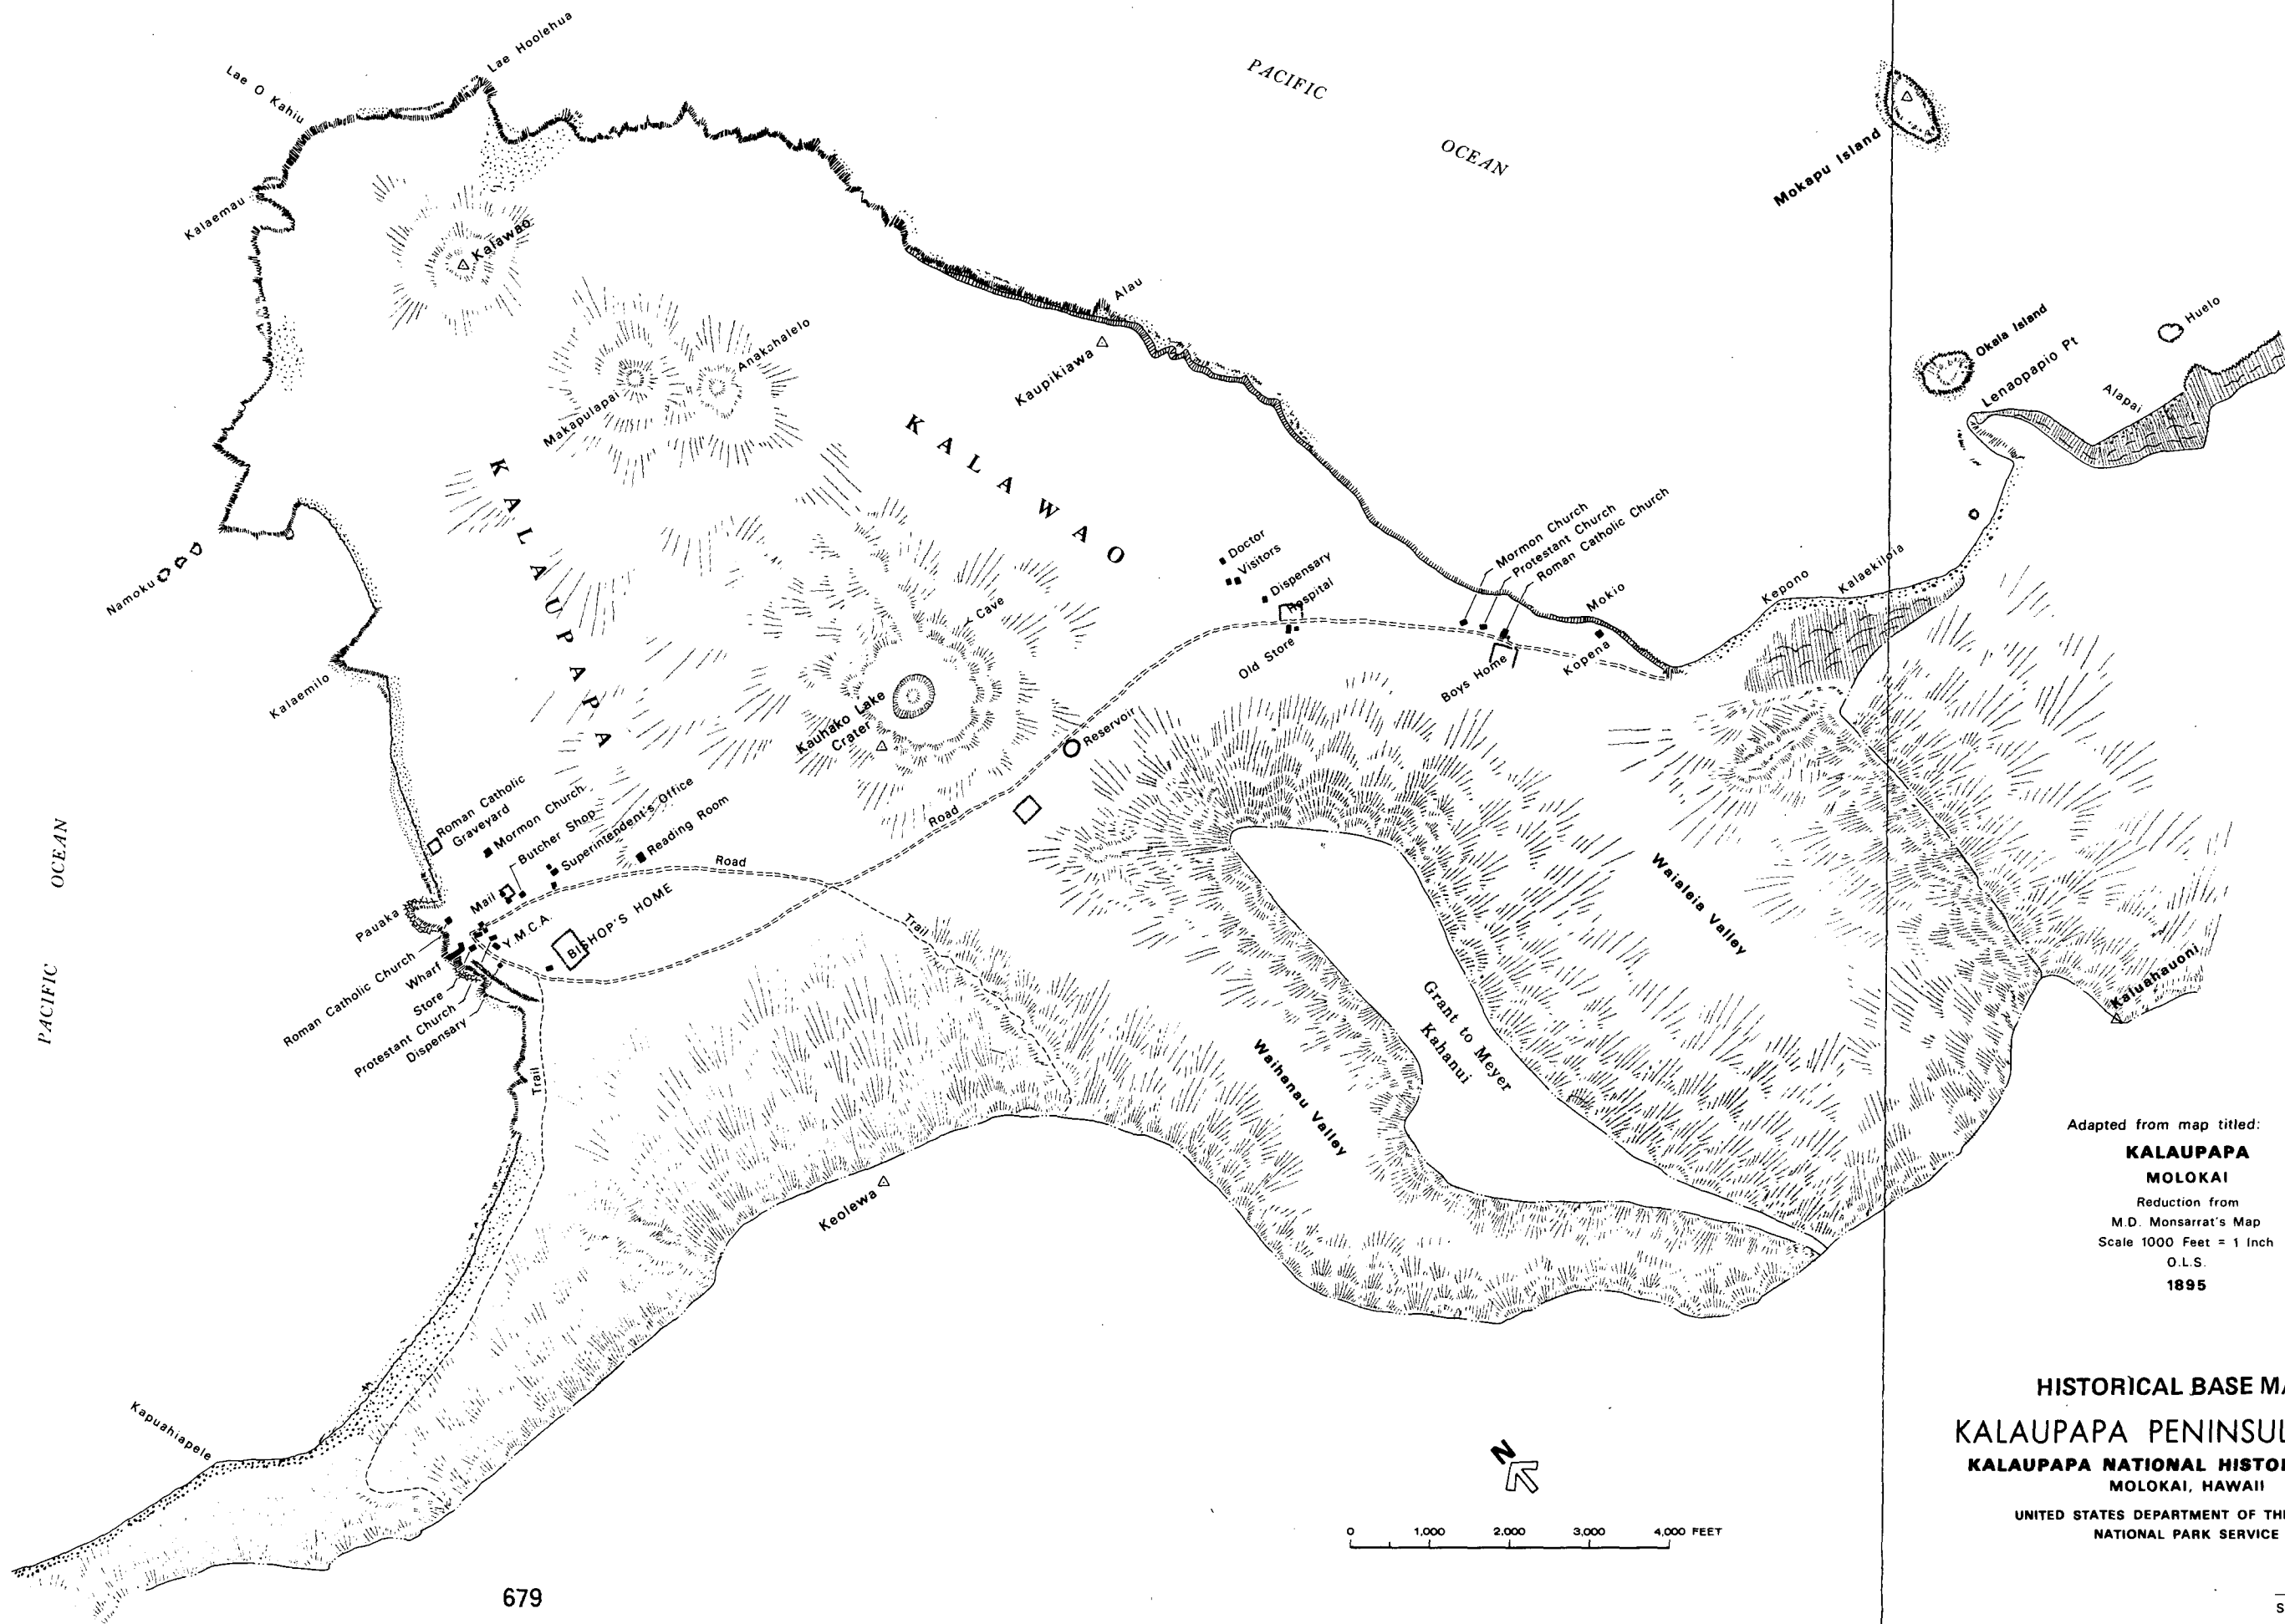 Lae Hoolehua
Lae O Kahiu
PACIFIC
OCEAN
Mokapu Island
Kalaemau
Kalawao
Alau
Huelo
Okala Island
Lenaopapio Pt
Alapai
Anakahalelo
Makapulapai
Kaupikiawa
KALAWAO
KALAUPAPA
Namoku
Mormon Church
Protestant Church
Roman Catholic Church
Doctor
Visitors
Dispensary
Hospital
Mokio
Kepono
Kalaekiloia
Y Cave
Old Store
Boys Home
Kopena
Kalaemilo
Kauhako Lake
Crater
Reservoir
Roman Catholic
Graveyard
Mormon Church
Butcher Shop
Superintendent's Office
Reading Room
Road
Road
PACIFIC OCEAN
Mail
Y.M.C.A.
BISHOP'S HOME
Trail
Pauaka
Roman Catholic Church
Wharf
Store
Protestant Church
Dispensary
Trail
Waialeia Valley
Kaluahauoni
Grant to Meyer
Kahanui
Waihanau Valley
Keolewa
Kapuahiapele
Adapted from map titled:
KALAUPAPA
MOLOKAI
Reduction from
M.D. Monsarrat's Map
Scale 1000 Feet = 1 Inch
O.L.S.
1895
HISTORICAL BASE MA
KALAUPAPA PENINSUL
KALAUPAPA NATIONAL HISTOR
MOLOKAI, HAWAII
UNITED STATES DEPARTMENT OF TH
NATIONAL PARK SERVICE
N
0 1,000 2,000 3,000 4,000 FEET
679